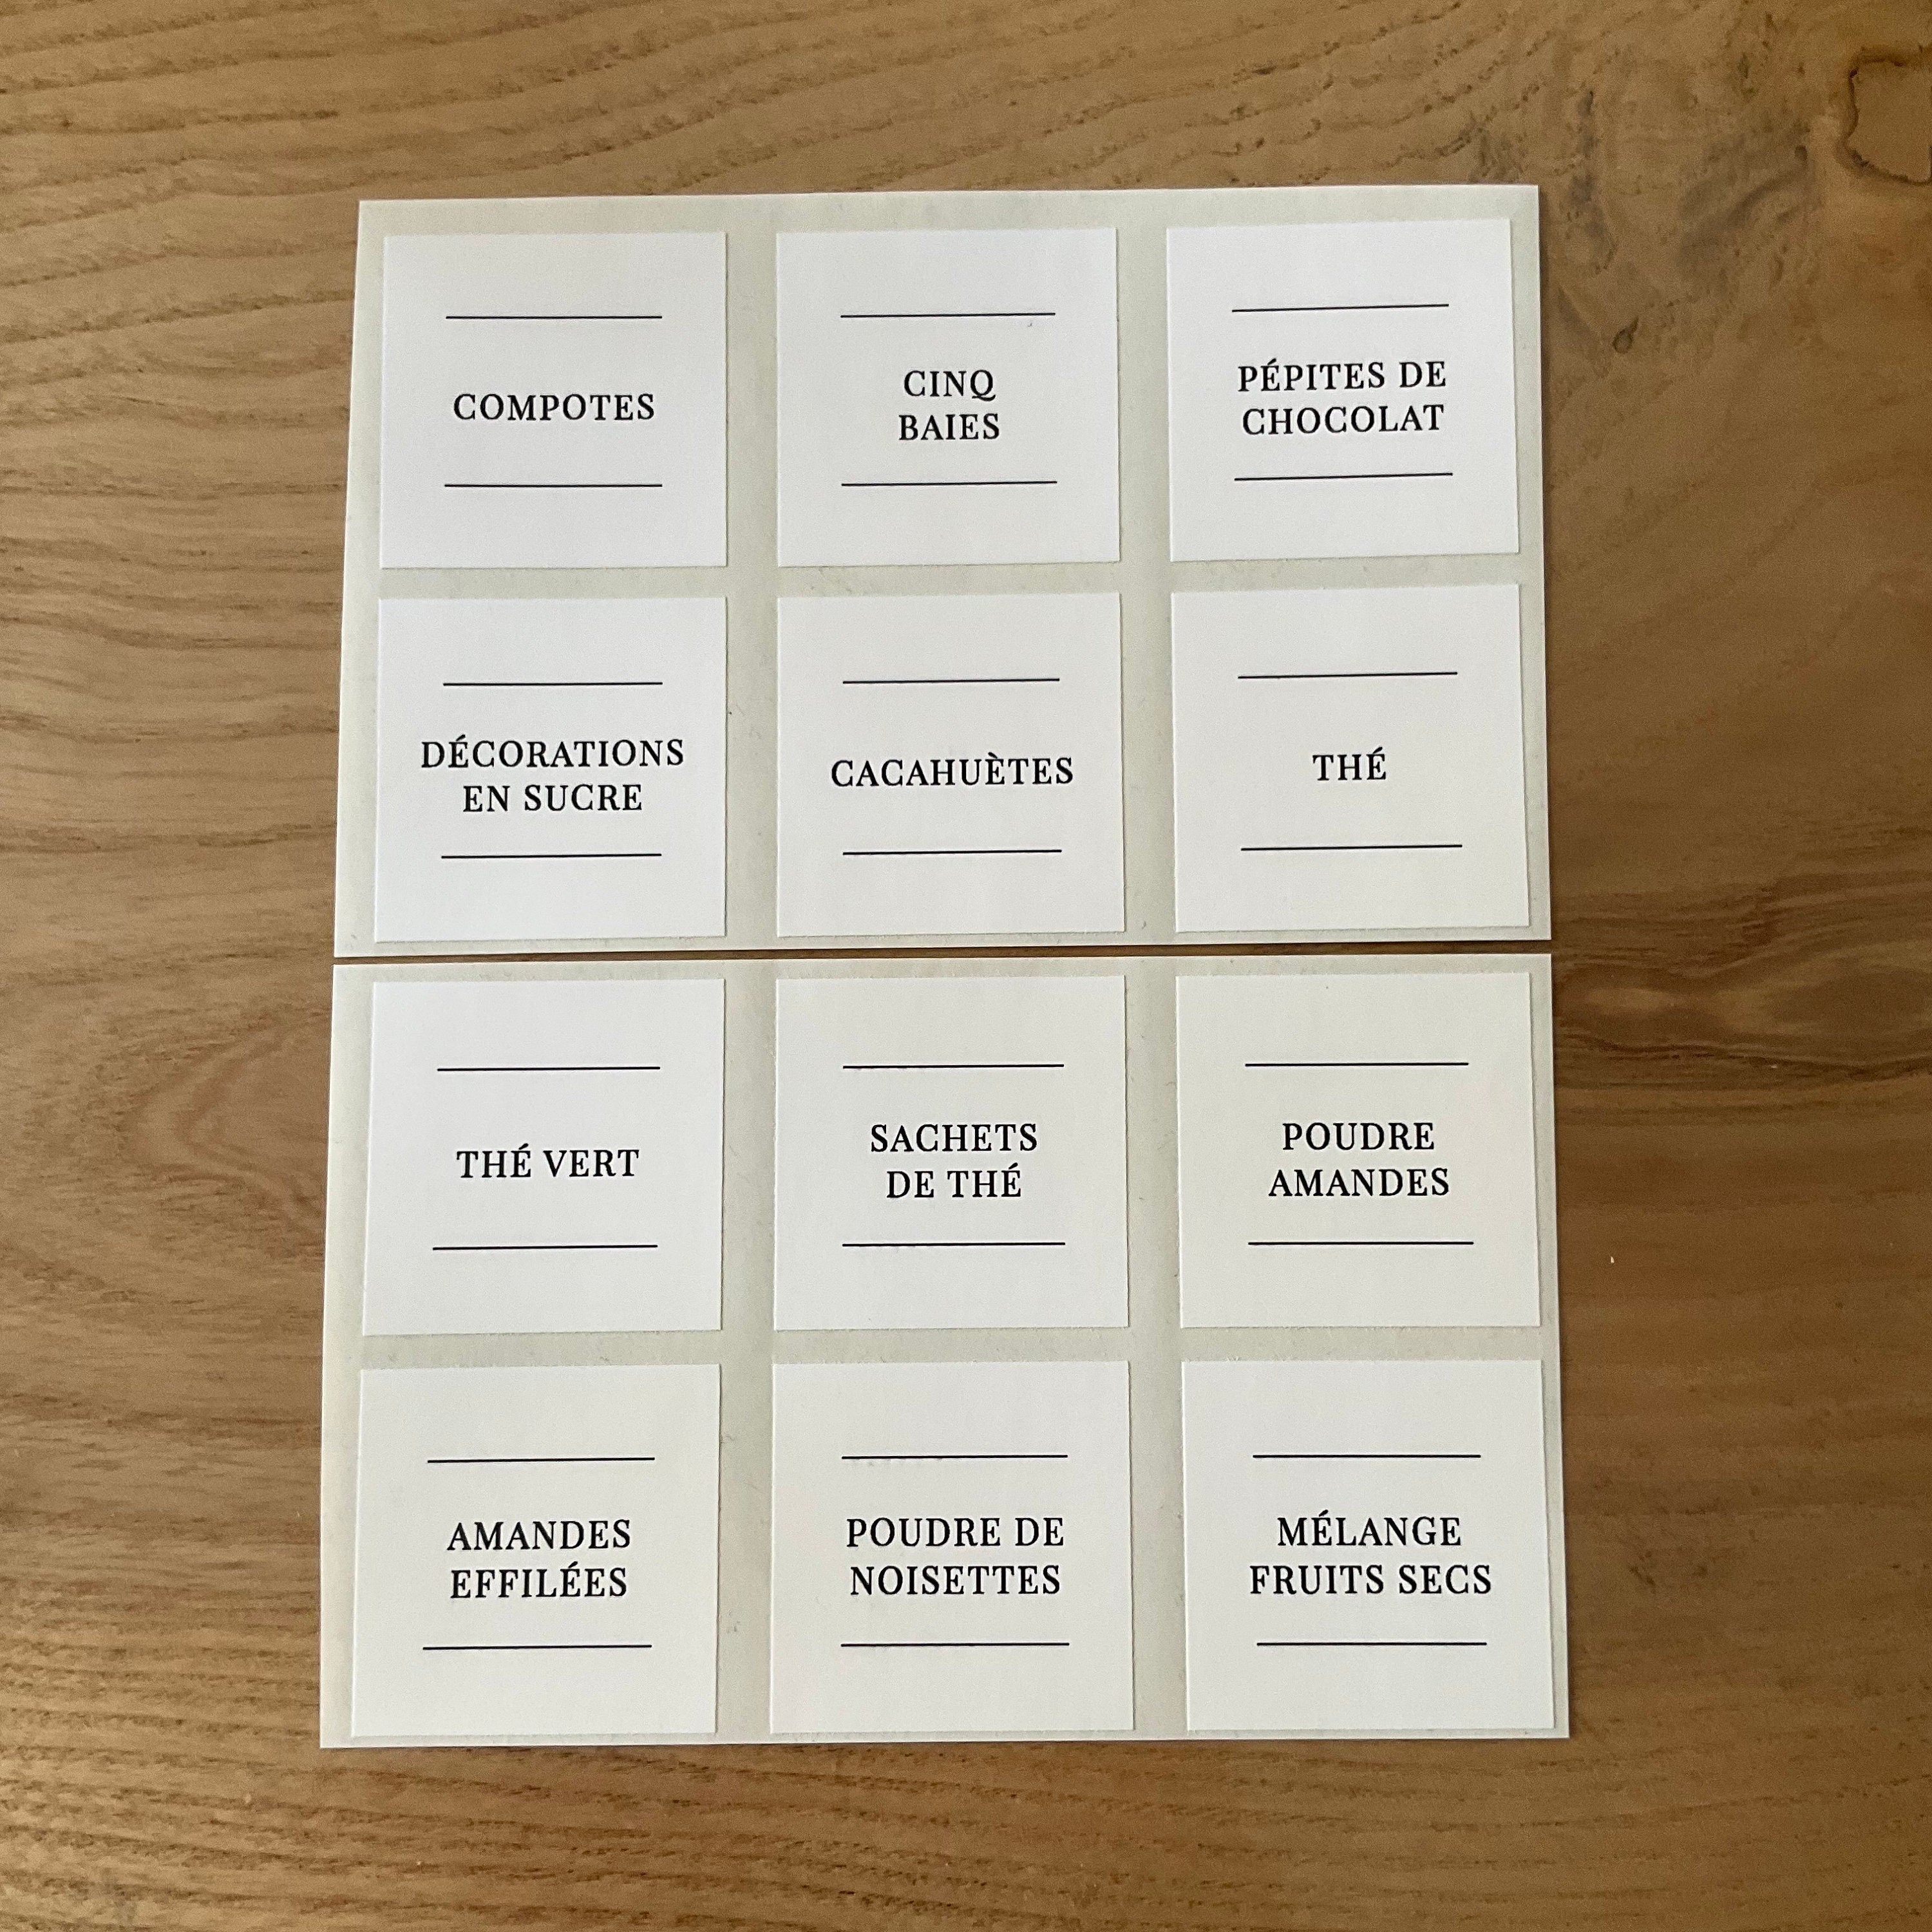 COMPOTES
CINQ
BAIES
PÉPITES DE
CHOCOLAT
DÉCORATIONS
EN SUCRE
CACAHUÈTES
THÉ
THÉ VERT
SACHETS
DE THÉ
POUDRE
AMANDES
AMANDES
EFFILÉES
POUDRE DE
NOISETTES
MÉLANGE
FRUITS SECS